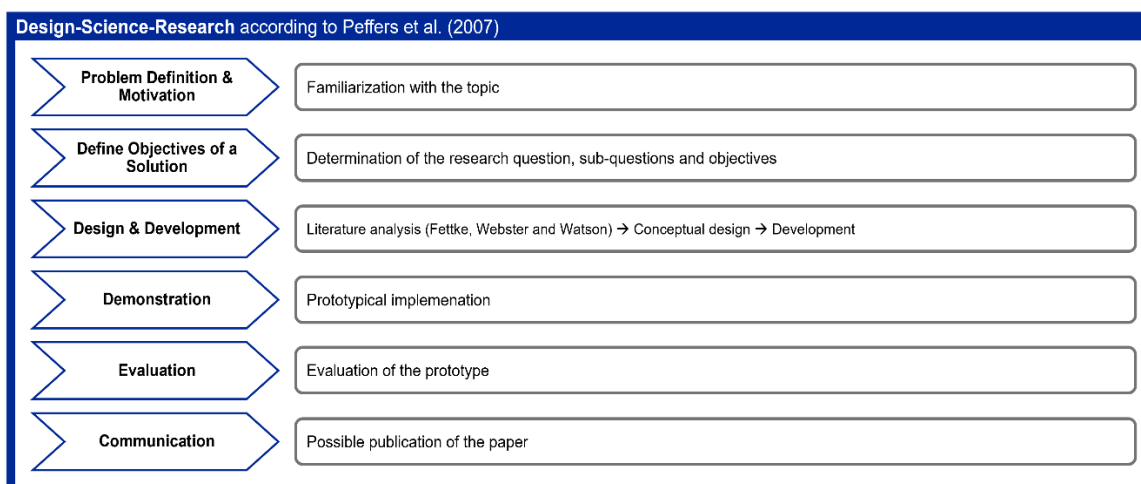 Design-Science-Research according to Peffers et al. (2007)
Problem Definition &
Motivation
Familiarization with the topic
Define Objectives of a
Solution
Determination of the research question, sub-questions and objectives
Design & Development
Literature analysis (Fettke, Webster and Watson) → Conceptual design → Development
Demonstration
Prototypical implemenation
Evaluation
Evaluation of the prototype
Communication
Possible publication of the paper